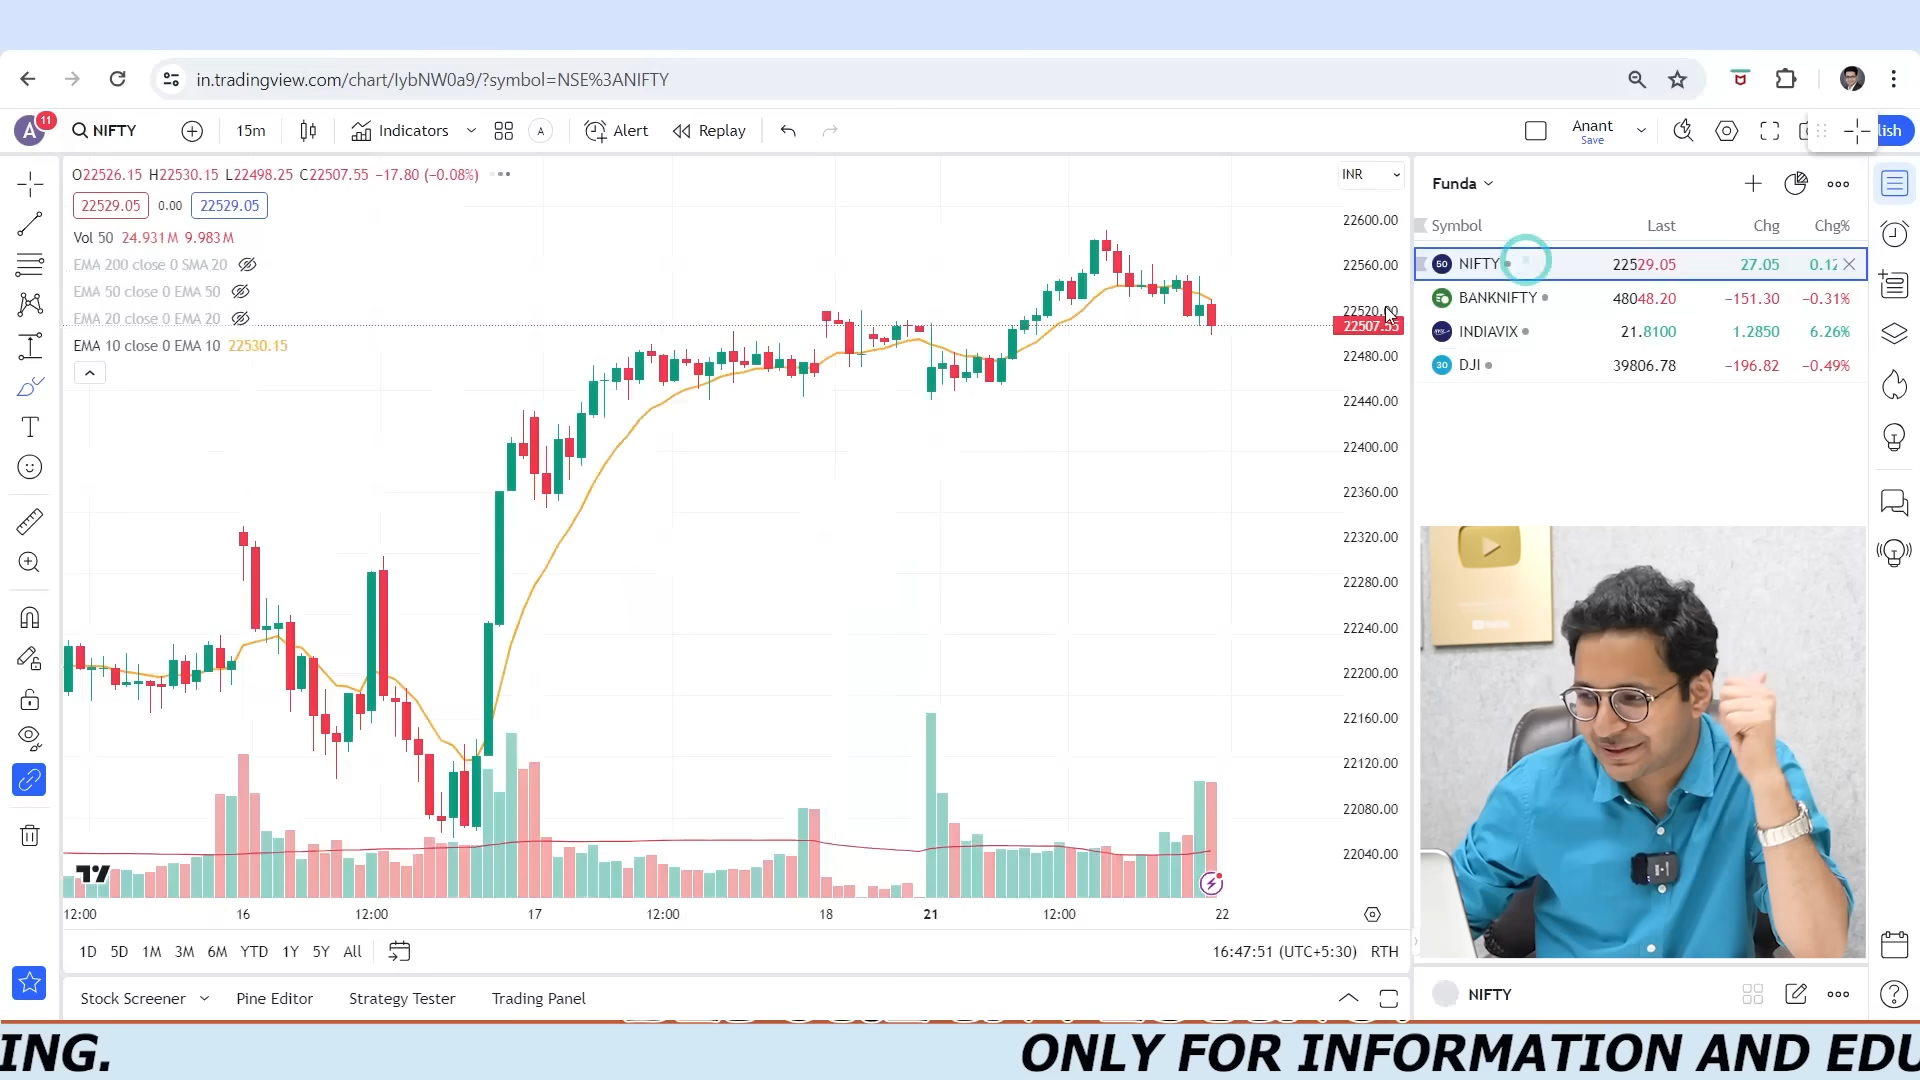 in.tradingview.com/chart/IybNW0a9/?symbol=NSE%3ANIFTY
A 11 NIFTY 15m Indicators A Alert Replay Anant Save lish
O22526.15 H22530.15 L22498.25 C22507.55 −17.80 (−0.08%)
INR
22529.05 0.00 22529.05
Vol 50 24.931M 9.983M
EMA 200 close 0 SMA 20
EMA 50 close 0 EMA 50
EMA 20 close 0 EMA 20
EMA 10 close 0 EMA 10 22530.15
22600.00
22560.00
22520.00
22507.55
22480.00
22440.00
22400.00
22360.00
22320.00
22280.00
22240.00
22200.00
22160.00
22120.00
22080.00
22040.00
12:00 16 12:00 17 12:00 18 21 12:00 22
1D 5D 1M 3M 6M YTD 1Y 5Y All
16:47:51 (UTC+5:30) RTH
Stock Screener Pine Editor Strategy Tester Trading Panel
Funda
Symbol Last Chg Chg%
50 NIFTY 22529.05 27.05 0.12
BANKNIFTY 48048.20 −151.30 −0.31%
INDIAVIX 21.8100 1.2850 6.26%
30 DJI 39806.78 −196.82 −0.49%
NIFTY
ING. ONLY FOR INFORMATION AND EDU